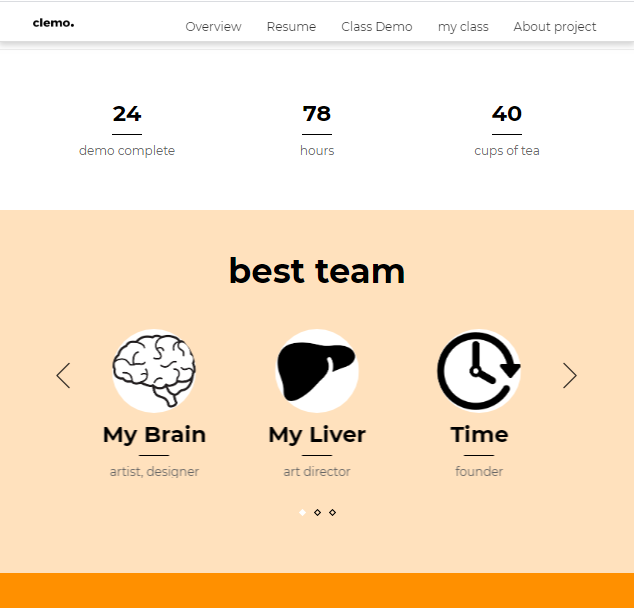 clemo.
Overview Resume Class Demo my class About project
24 78 40
demo complete hours cups of tea
best team
My Brain My Liver Time
artist, designer art director founder